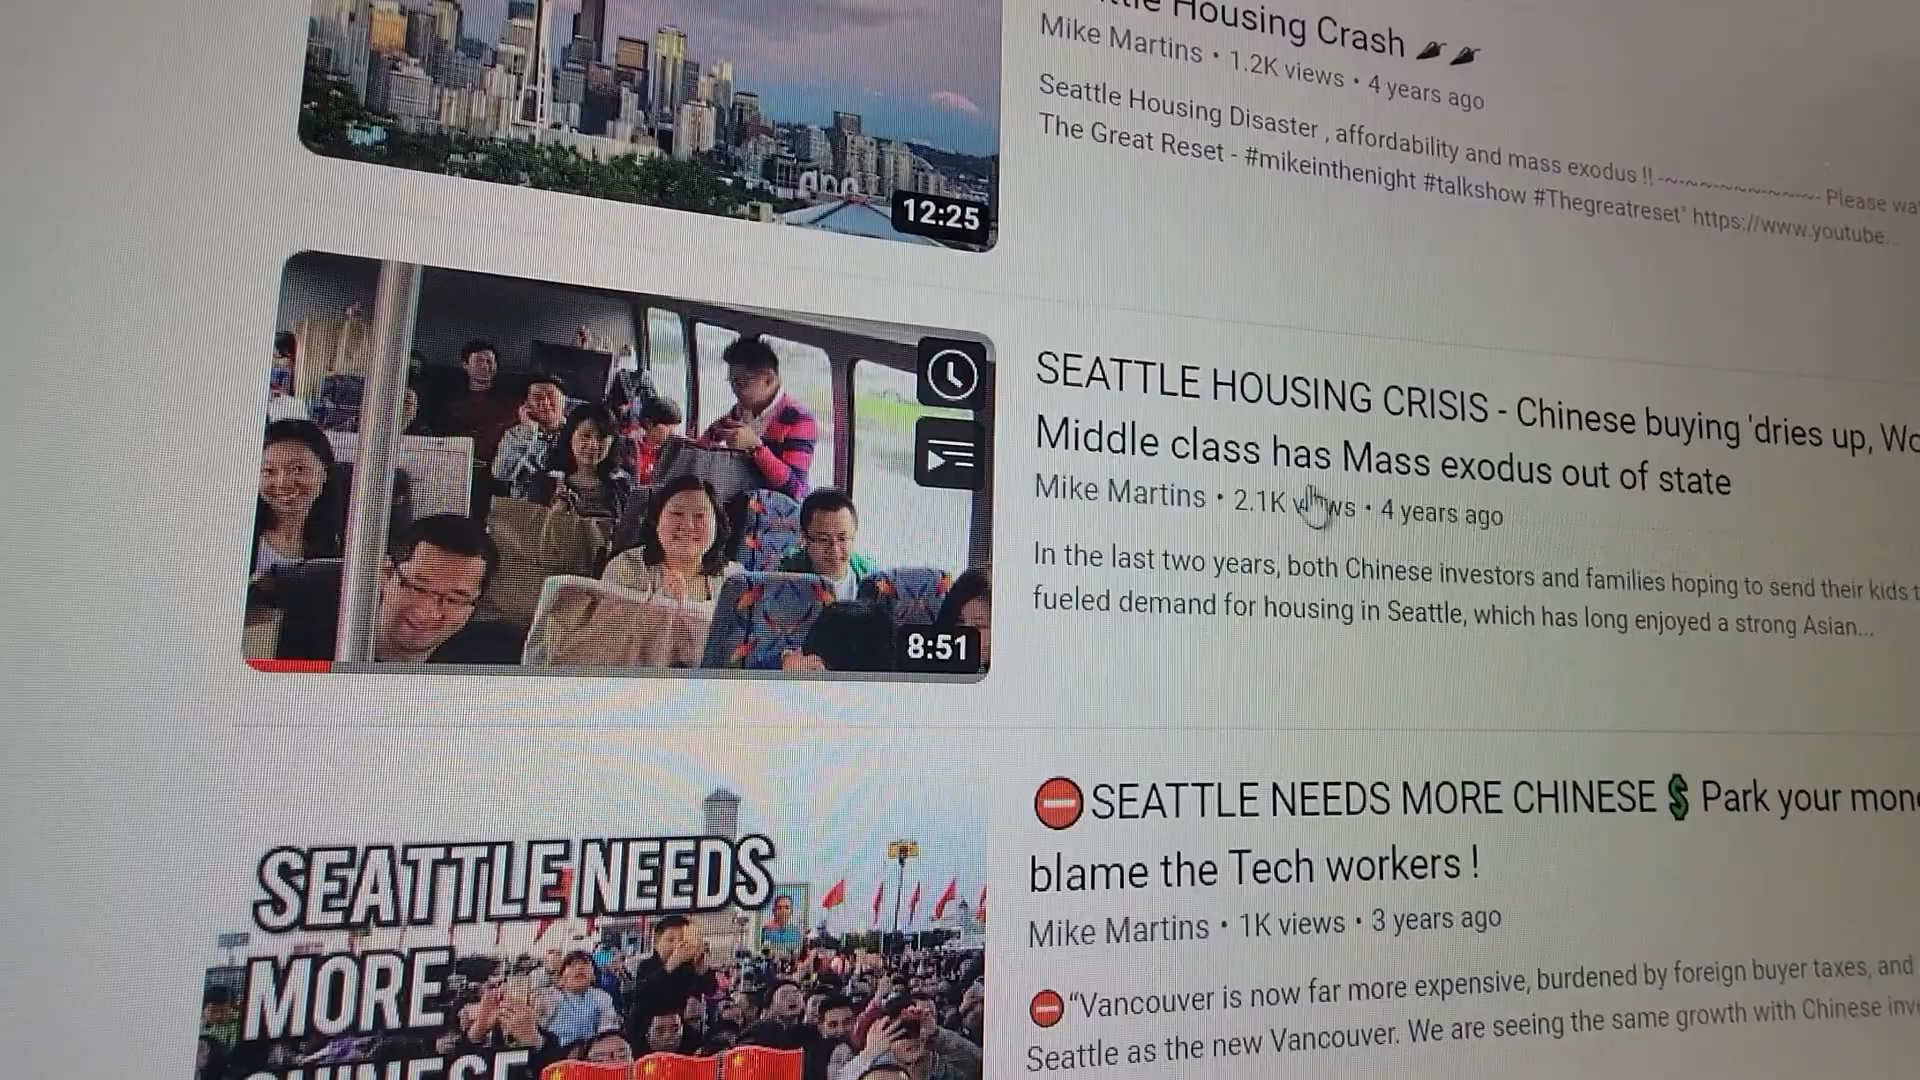 Housing Crash
Mike Martins • 1.2K views • 4 years ago
Seattle Housing Disaster , affordability and mass exodus !! -~-~~-~~~-~~-~- Please
The Great Reset - #mikeinthenight #talkshow #Thegreatreset" https://www.youtube...
12:25
SEATTLE HOUSING CRISIS - Chinese buying 'dries up,
Middle class has Mass exodus out of state
Mike Martins • 2.1K views • 4 years ago
In the last two years, both Chinese investors and families hoping to send their kids
fueled demand for housing in Seattle, which has long enjoyed a strong Asian...
8:51
SEATTLE NEEDS MORE CHINESE 💲 Park your
blame the Tech workers !
Mike Martins • 1K views • 3 years ago
⛔“Vancouver is now far more expensive, burdened by foreign buyer taxes, and
Seattle as the new Vancouver. We are seeing the same growth with Chinese
SEATTLE NEEDS
MORE
CHINESE